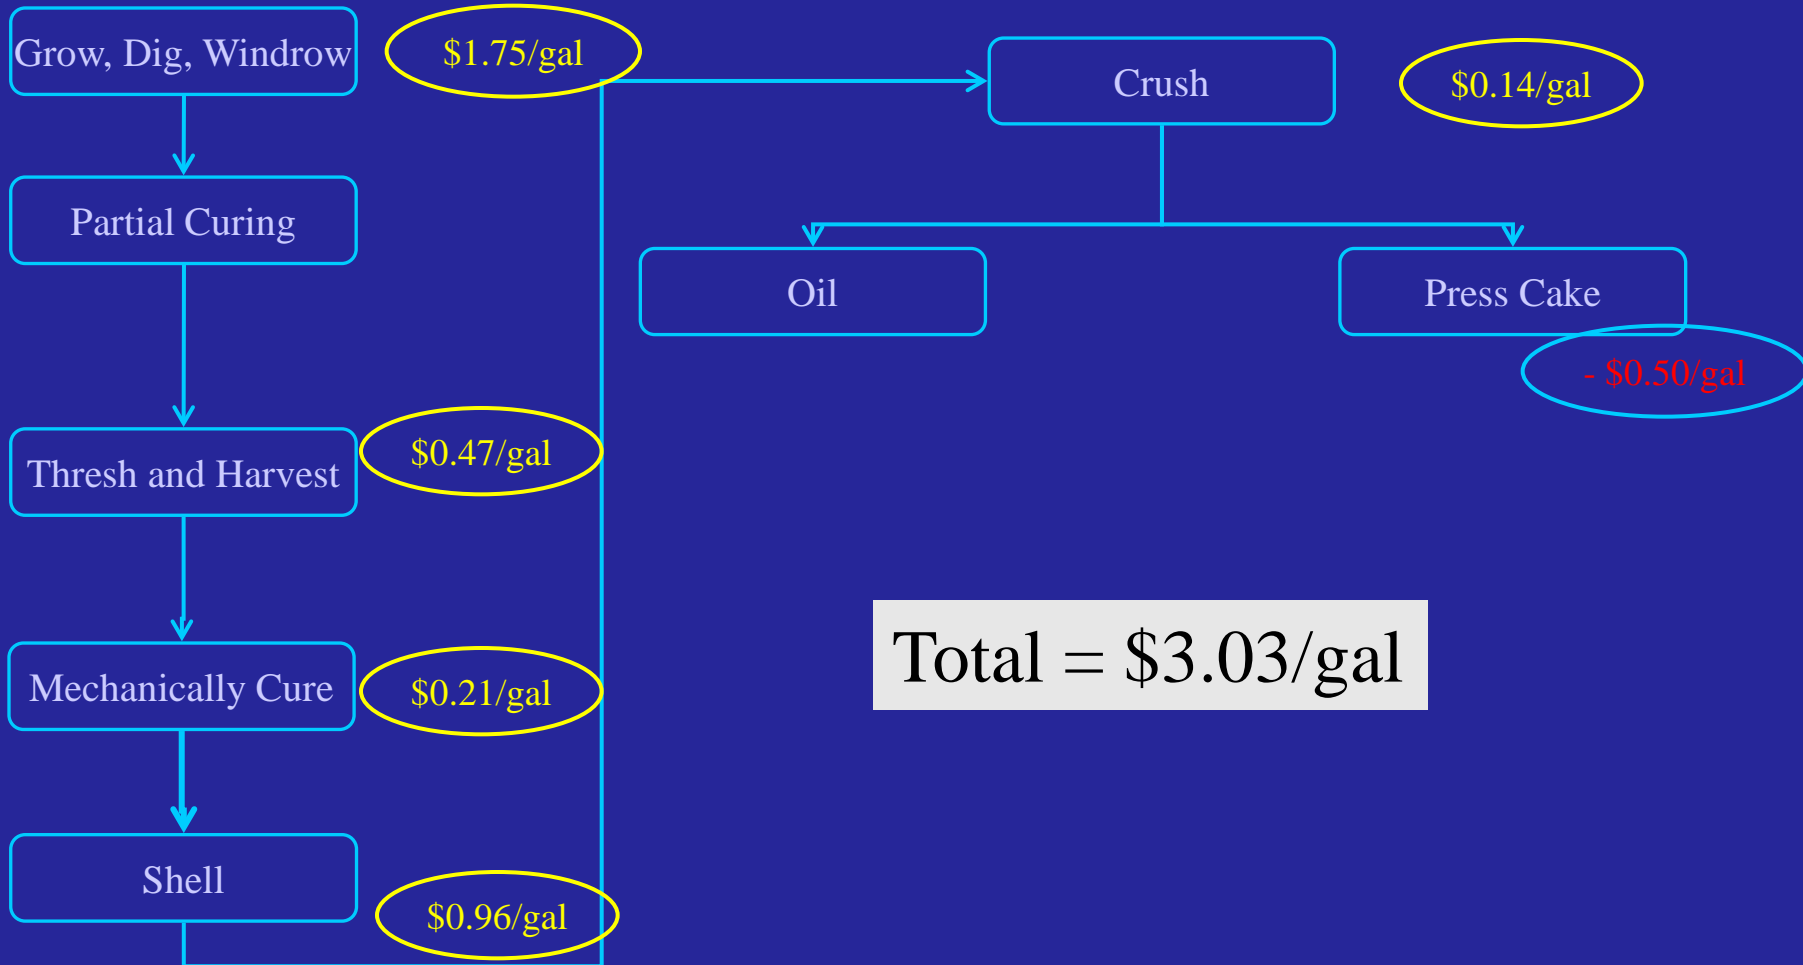 Grow, Dig, Windrow
$1.75/gal
Partial Curing
Thresh and Harvest
$0.47/gal
Mechanically Cure
$0.21/gal
Shell
$0.96/gal
Crush
$0.14/gal
Oil
Press Cake
- $0.50/gal
Total = $3.03/gal